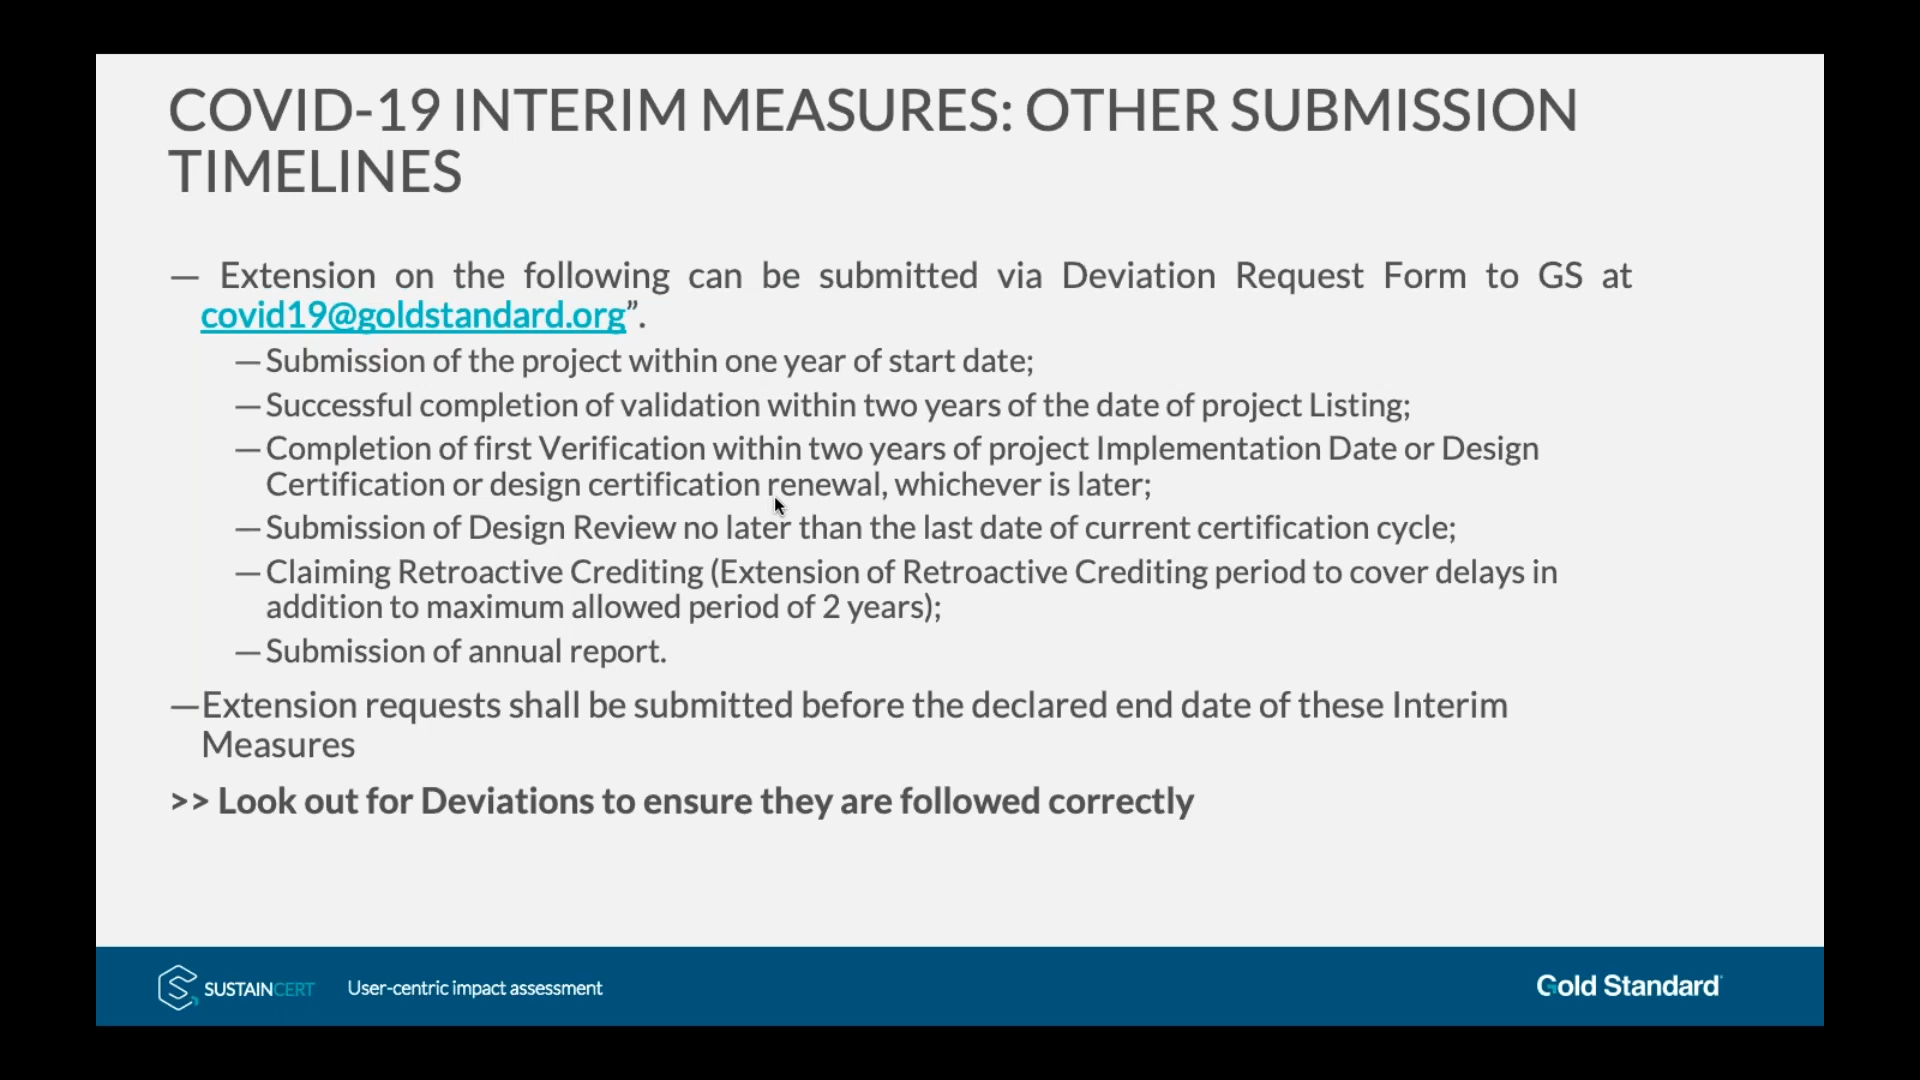 COVID-19 INTERIM MEASURES: OTHER SUBMISSION
TIMELINES
— Extension on the following can be submitted via Deviation Request Form to GS at
covid19@goldstandard.org”.
— Submission of the project within one year of start date;
— Successful completion of validation within two years of the date of project Listing;
— Completion of first Verification within two years of project Implementation Date or Design
Certification or design certification renewal, whichever is later;
— Submission of Design Review no later than the last date of current certification cycle;
— Claiming Retroactive Crediting (Extension of Retroactive Crediting period to cover delays in
addition to maximum allowed period of 2 years);
— Submission of annual report.
—Extension requests shall be submitted before the declared end date of these Interim
Measures
>> Look out for Deviations to ensure they are followed correctly
SUSTAINCERT
User-centric impact assessment
Gold Standard